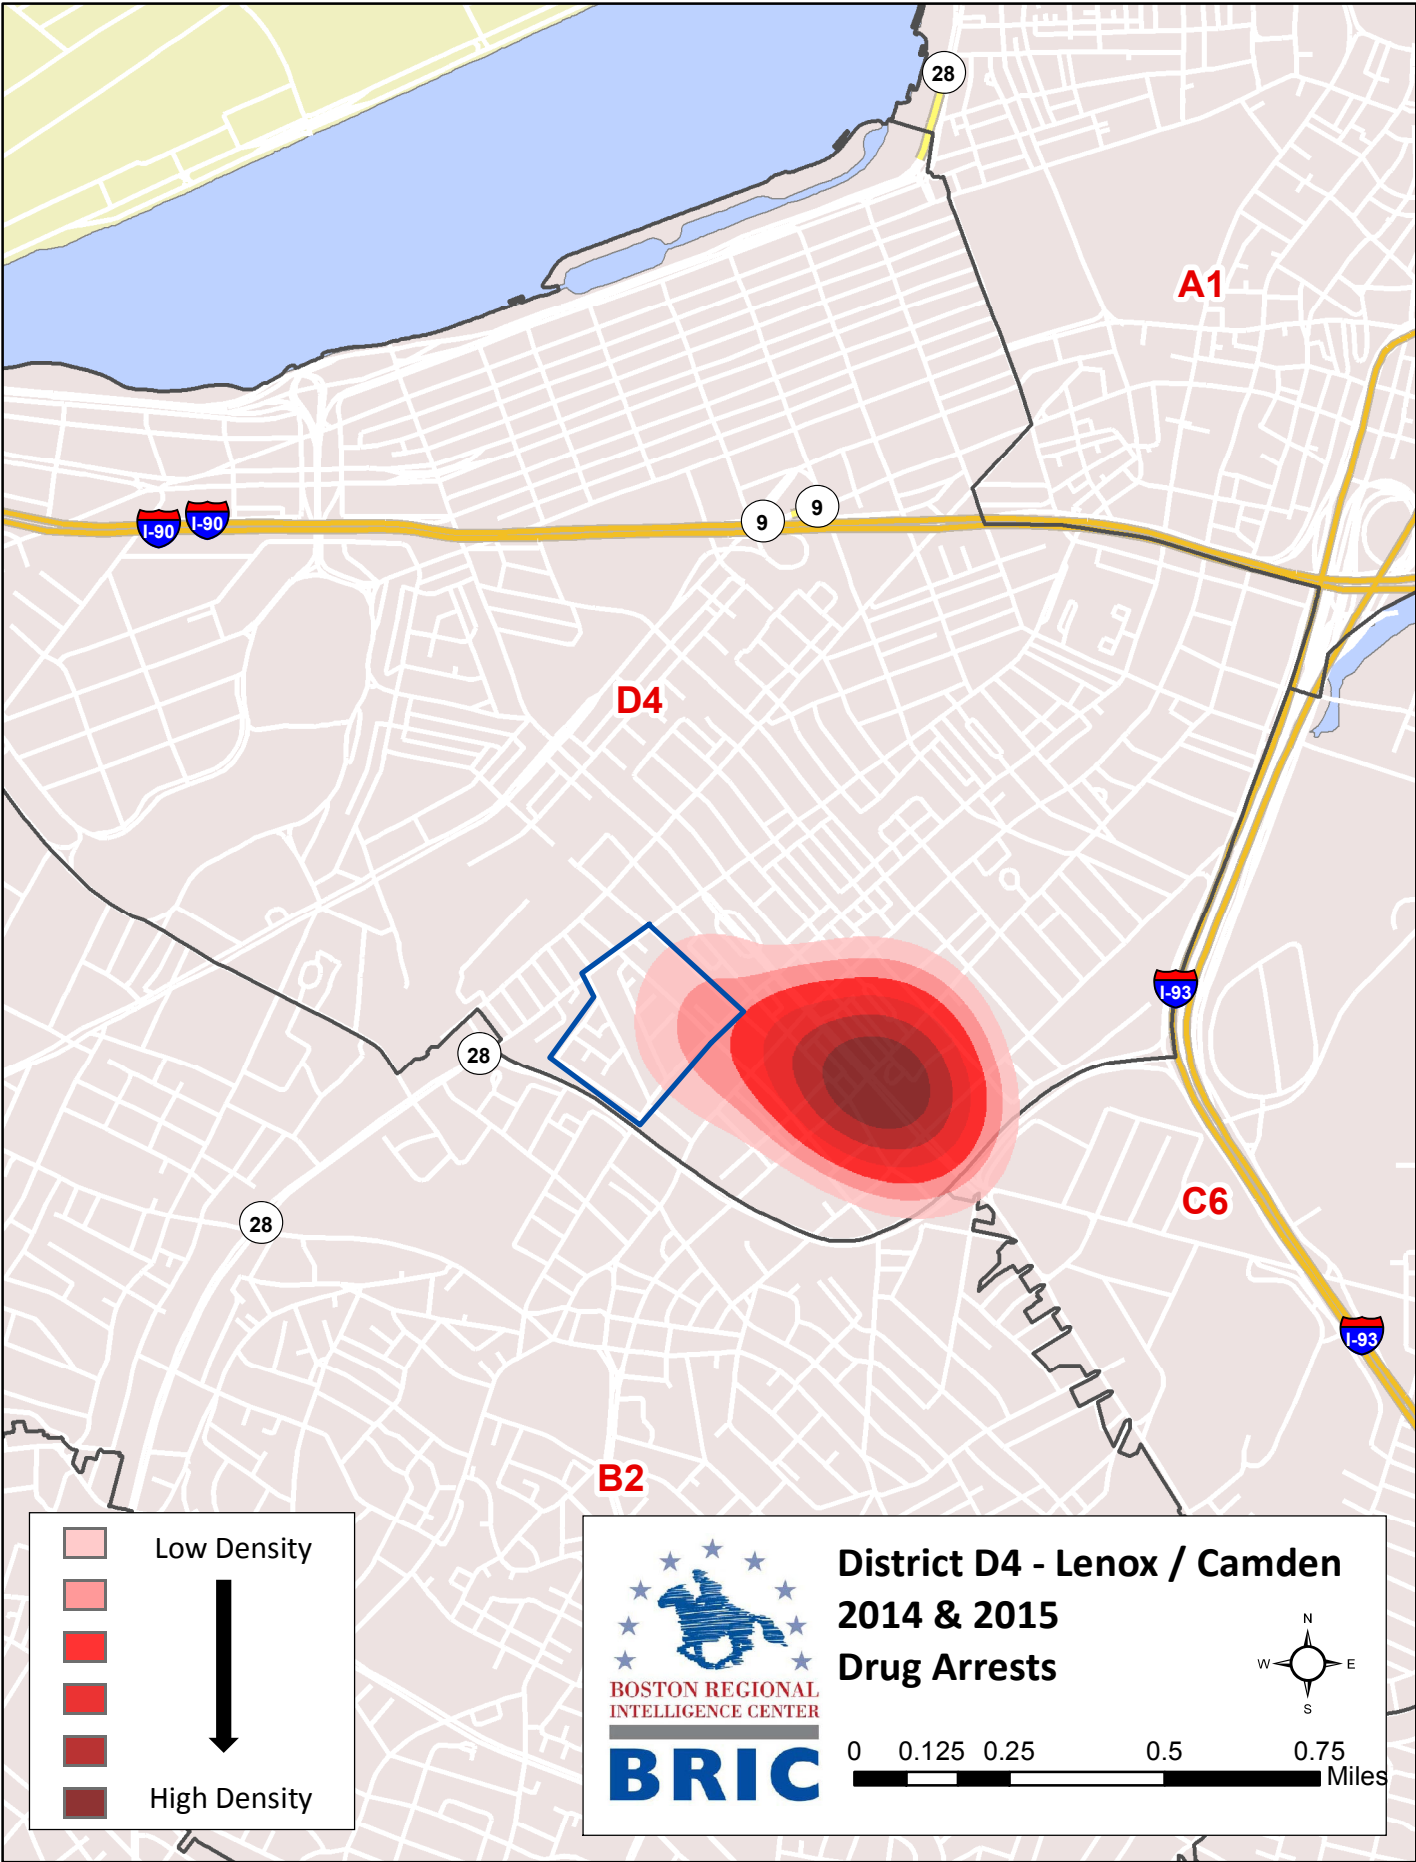 28
A1
I-90
I-90
9
9
D4
28
I-93
C6
28
I-93
B2
Low Density
High Density
BOSTON REGIONAL
INTELLIGENCE CENTER
BRIC
District D4 - Lenox / Camden
2014 & 2015
Drug Arrests
N
W
E
S
0 0.125 0.25 0.5 0.75
Miles